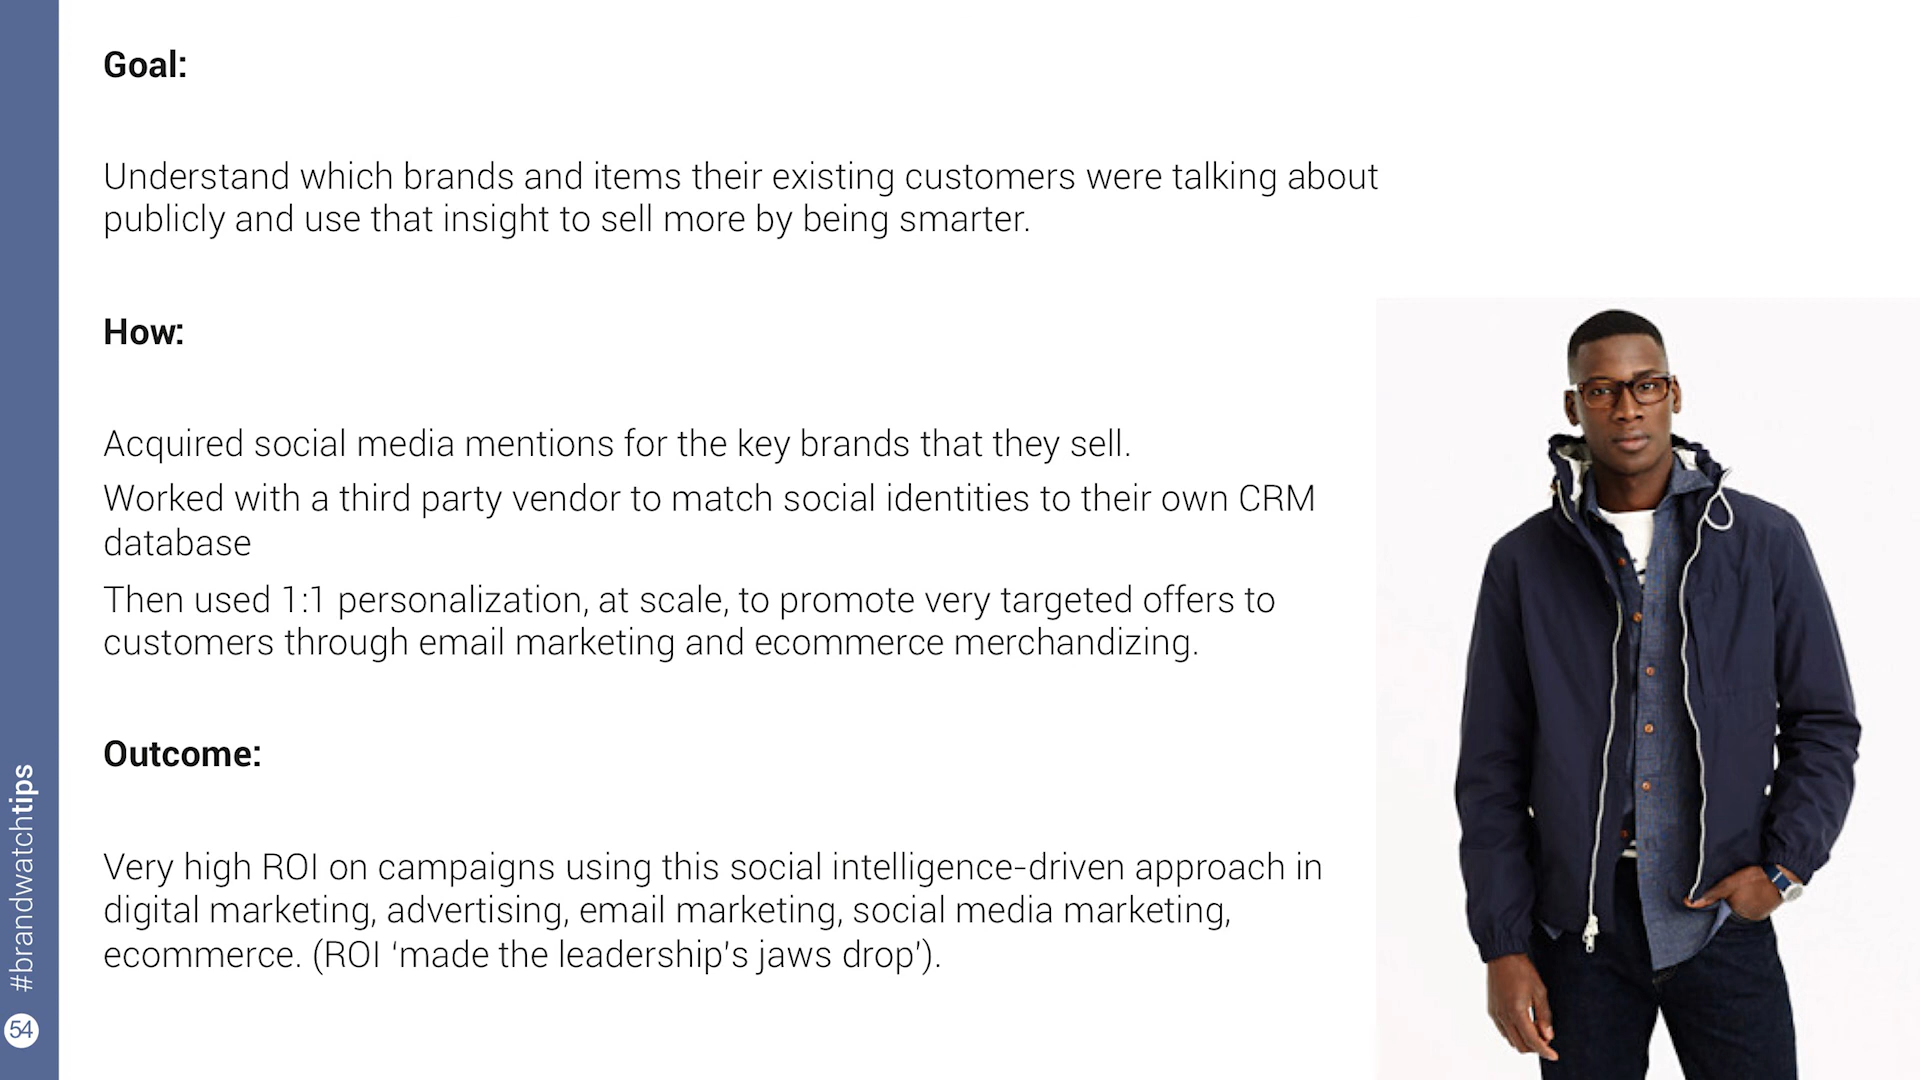 Goal:
Understand which brands and items their existing customers were talking about
publicly and use that insight to sell more by being smarter.
How:
Acquired social media mentions for the key brands that they sell.
Worked with a third party vendor to match social identities to their own CRM
database
Then used 1:1 personalization, at scale, to promote very targeted offers to
customers through email marketing and ecommerce merchandizing.
Outcome:
Very high ROI on campaigns using this social intelligence-driven approach in
digital marketing, advertising, email marketing, social media marketing,
ecommerce. (ROI ‘made the leadership’s jaws drop’).
#brandwatchtips
54